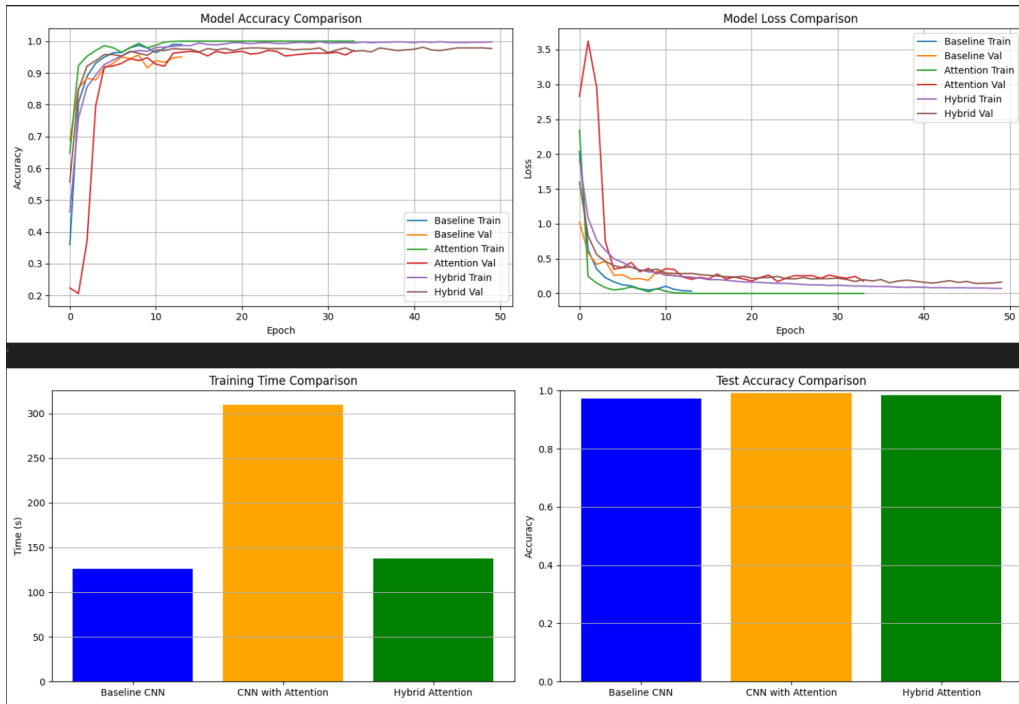 Model Accuracy Comparison
Accuracy
1.0
0.9
0.8
0.7
0.6
0.5
0.4
0.3
0.2
0 10 20 30 40 50
Epoch
Baseline Train
Baseline Val
Attention Train
Attention Val
Hybrid Train
Hybrid Val
Model Loss Comparison
Loss
3.5
3.0
2.5
2.0
1.5
1.0
0.5
0.0
0 10 20 30 40 50
Epoch
Baseline Train
Baseline Val
Attention Train
Attention Val
Hybrid Train
Hybrid Val
Training Time Comparison
Time (s)
300
250
200
150
100
50
0
Baseline CNN CNN with Attention Hybrid Attention
Test Accuracy Comparison
Accuracy
1.0
0.8
0.6
0.4
0.2
0.0
Baseline CNN CNN with Attention Hybrid Attention